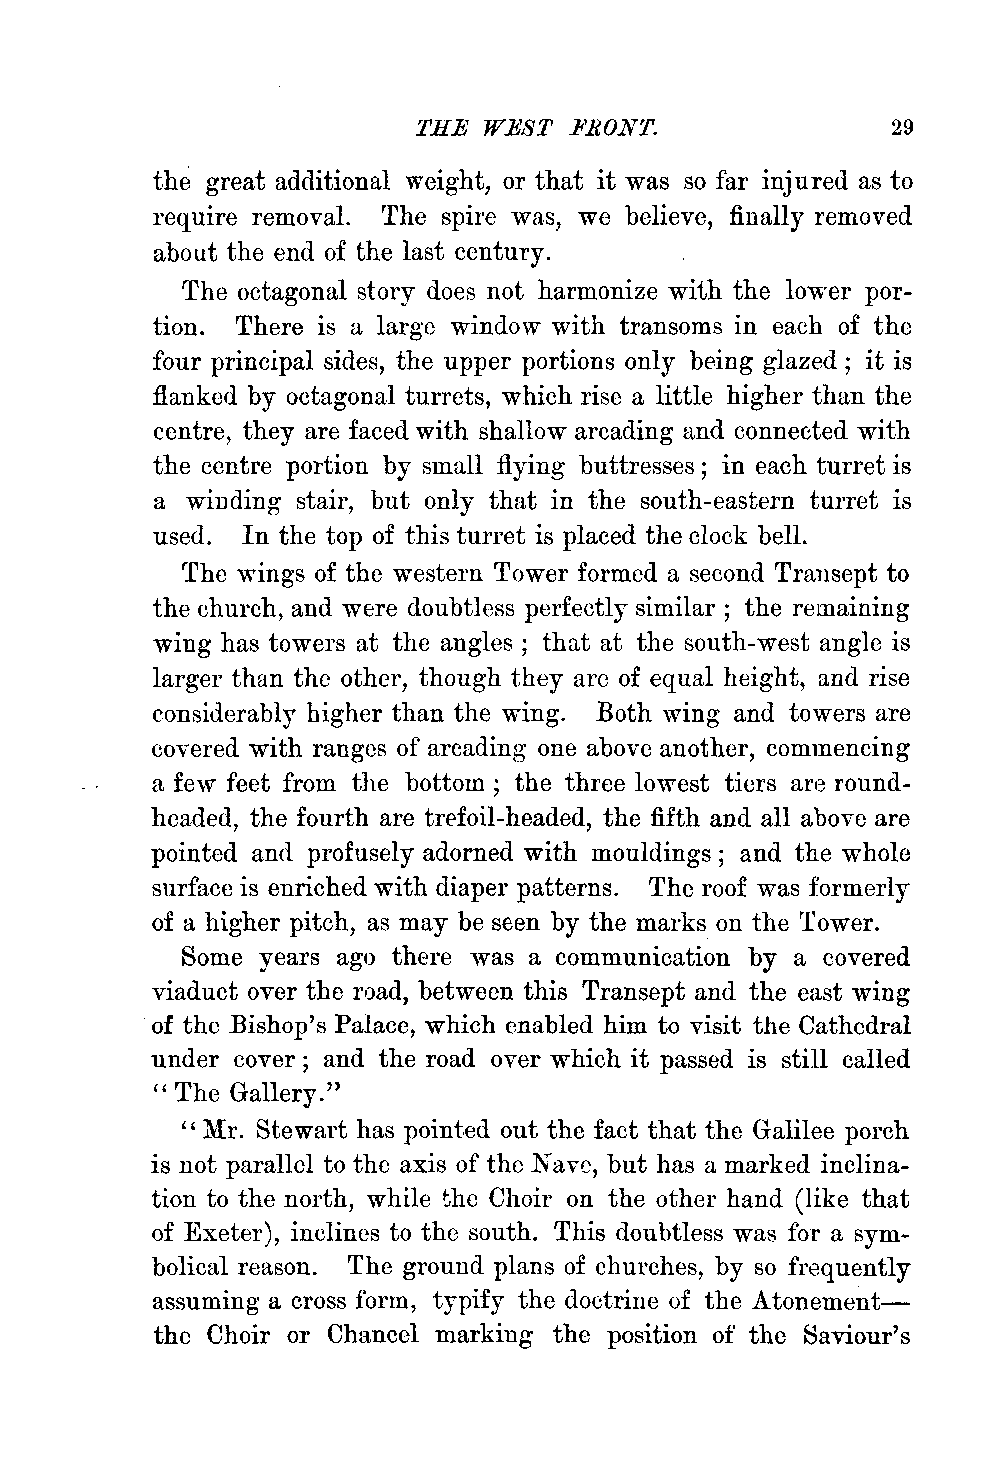 THE WEST FRONT. 29
the great additional weight, or that it was so far injured as to
require removal. The spire was, we believe, finally removed
about the end of the last century.
The octagonal story does not harmonize with the lower por-
tion. There is a large window with transoms in each of the
four principal sides, the upper portions only being glazed ; it is
flanked by octagonal turrets, which rise a little higher than the
centre, they are faced with shallow arcading and connected with
the centre portion by small flying buttresses ; in each turret is
a winding stair, but only that in the south-eastern turret is
used. In the top of this turret is placed the clock bell.
The wings of the western Tower formed a second Transept to
the church, and were doubtless perfectly similar ; the remaining
wing has towers at the angles ; that at the south-west angle is
larger than the other, though they are of equal height, and rise
considerably higher than the wing. Both wing and towers are
covered with ranges of arcading one above another, commencing
a few feet from the bottom ; the three lowest tiers are round-
headed, the fourth are trefoil-headed, the fifth and all above are
pointed and profusely adorned with mouldings ; and the whole
surface is enriched with diaper patterns. The roof was formerly
of a higher pitch, as may be seen by the marks on the Tower.
Some years ago there was a communication by a covered
viaduct over the road, between this Transept and the east wing
of the Bishop's Palace, which enabled him to visit the Cathedral
under cover ; and the road over which it passed is still called
“ The Gallery.”
“ Mr. Stewart has pointed out the fact that the Galilee porch
is not parallel to the axis of the Nave, but has a marked inclina-
tion to the north, while the Choir on the other hand (like that
of Exeter), inclines to the south. This doubtless was for a sym-
bolical reason. The ground plans of churches, by so frequently
assuming a cross form, typify the doctrine of the Atonement—
the Choir or Chancel marking the position of the Saviour's